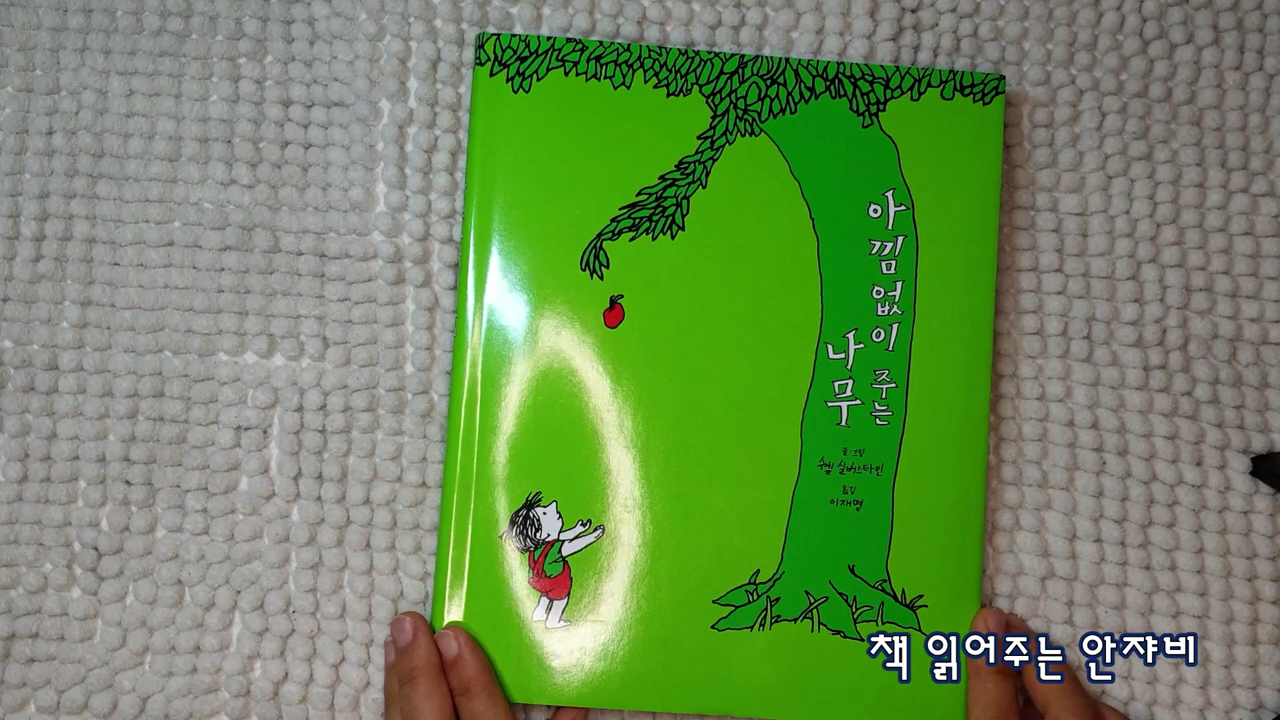 아낌없이 주는
나무
글·그림
쉘 실버스타인
옮김
이재명
책 읽어주는 안쟈비